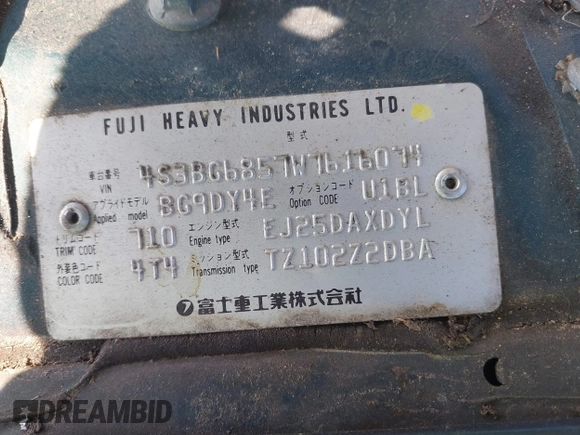 FUJI HEAVY INDUSTRIES LTD.
型式
車台番号 VIN 4S3BG6857W7616074
アプライドモデル Applied model BG9DY4E オプションコード Option code U1BL
トリムコード TRIM CODE 710 エンジン型式 Engine type EJ25DAXDYL
外装色コード COLOR CODE 4T4 ミッション型式 Transmission type TZ102Z2DBA
7 富士重工業株式会社
DREAMBID